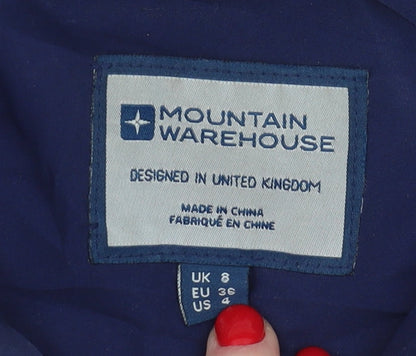 MOUNTAIN
WAREHOUSE
DESIGNED IN UNITED KINGDOM
MADE IN CHINA
FABRIQUÉ EN CHINE
UK 8
EU 36
US 4